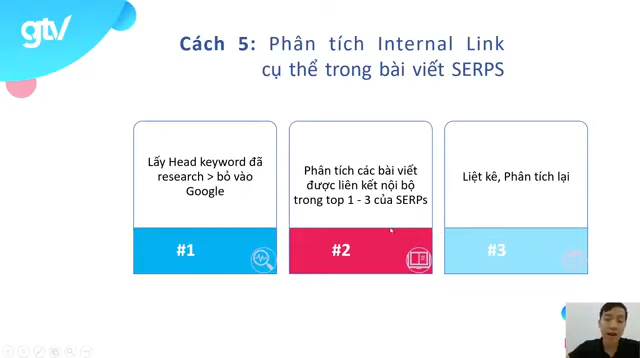 gtv
Cách 5: Phân tích Internal Link
cụ thể trong bài viết SERPS
Lấy Head keyword đã
research > bỏ vào
Google
#1
Phân tích các bài viết
được liên kết nội bộ
trong top 1 - 3 của SERPs
#2
Liệt kê, Phân tích lại
#3